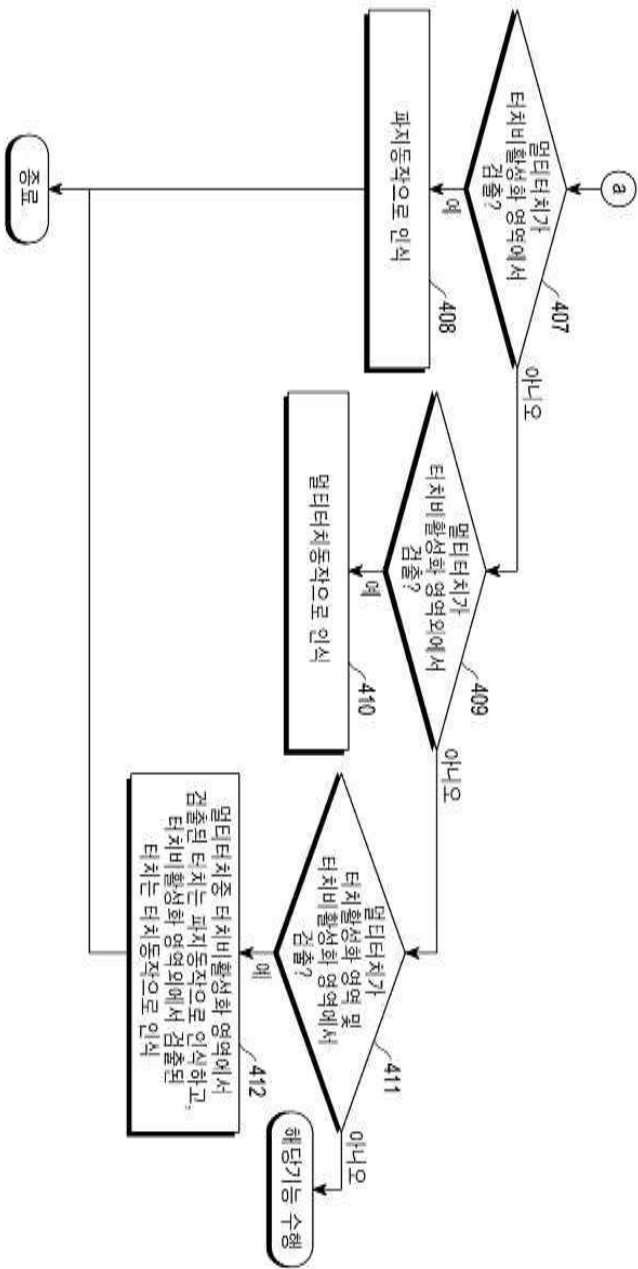 a
멀티터치가
터치비활성화 영역에서
검출?
407
예
아니오
파지동작으로 인식
408
멀티터치가
터치비활성화 영역외에서
검출?
409
예
아니오
멀티터치동작으로 인식
410
멀티터치가
터치활성화 영역 및
터치비활성화 영역에서
검출?
411
예
아니오
멀티터치중 터치비활성화 영역에서
검출된 터치는 파지동작으로 인식하고,
터치비활성화 영역외에서 검출된
터치는 터치동작으로 인식
412
해당기능 수행
종료